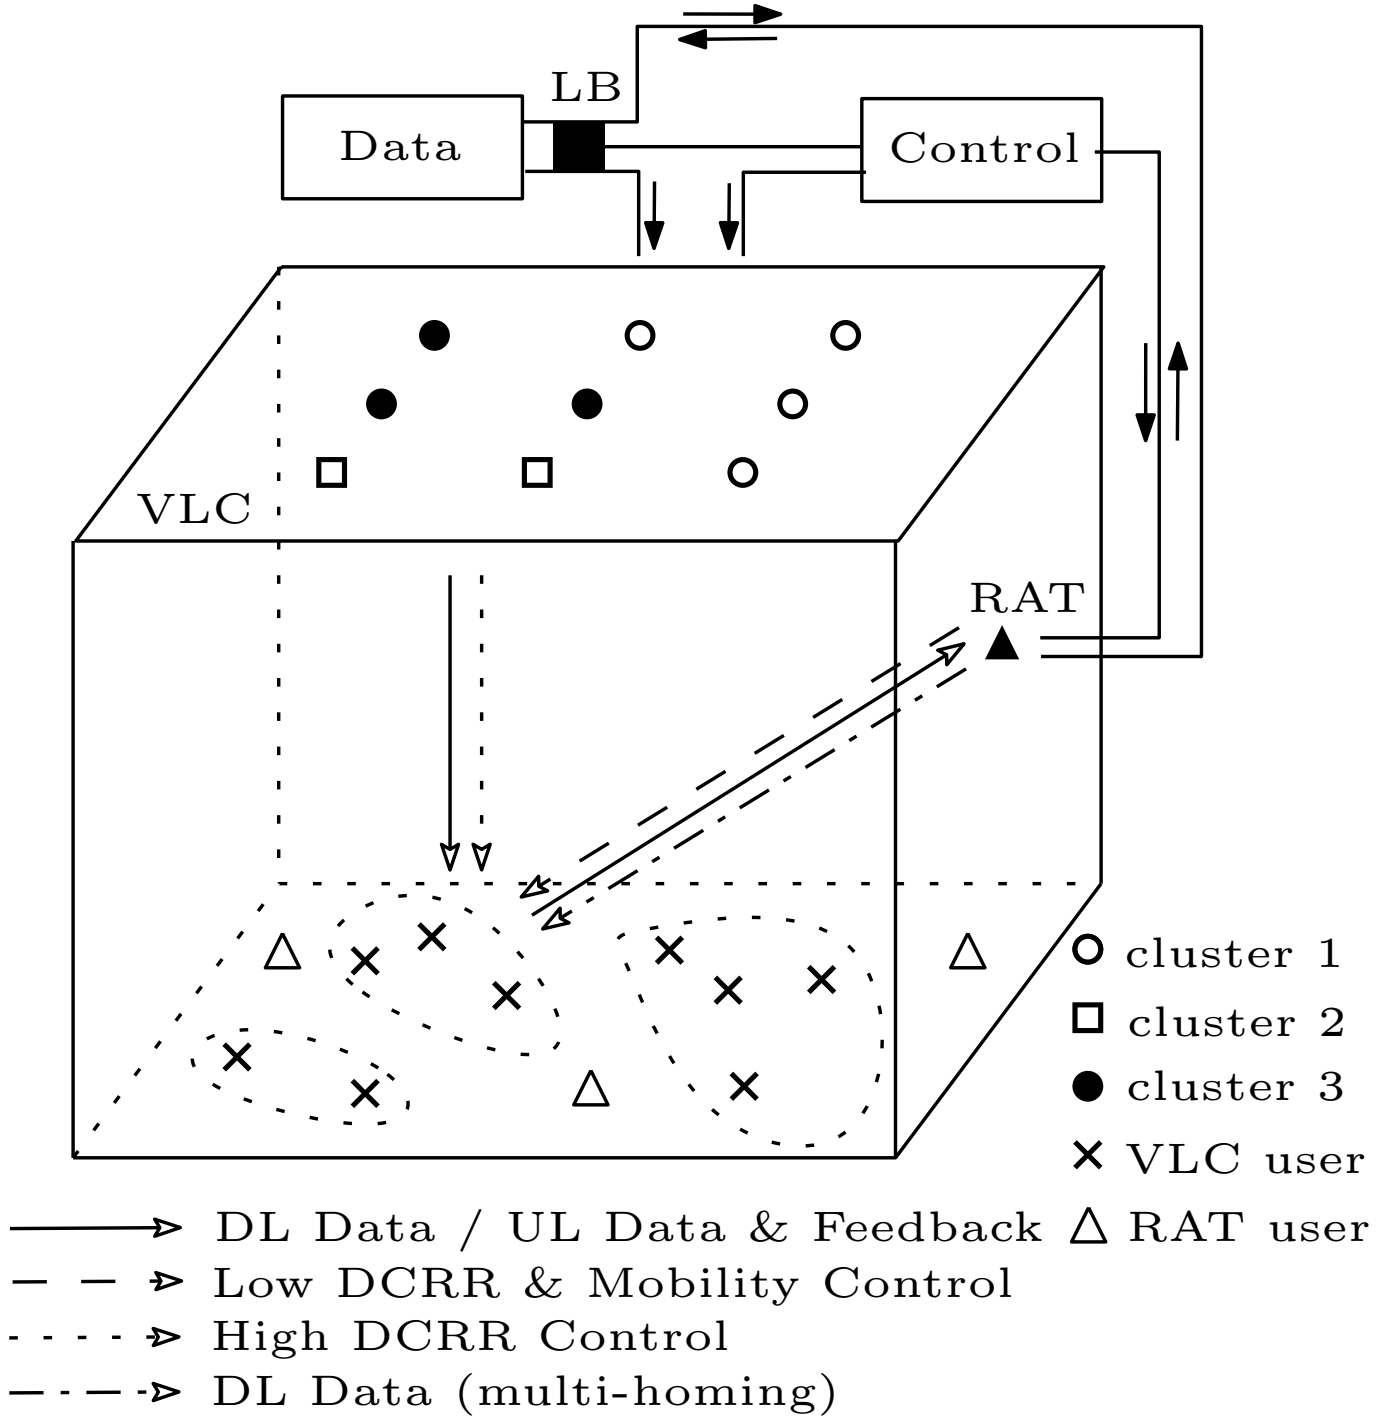 LB
Data
Control
VLC
RAT
cluster 1
cluster 2
cluster 3
VLC user
DL Data / UL Data & Feedback
RAT user
Low DCRR & Mobility Control
High DCRR Control
DL Data (multi-homing)